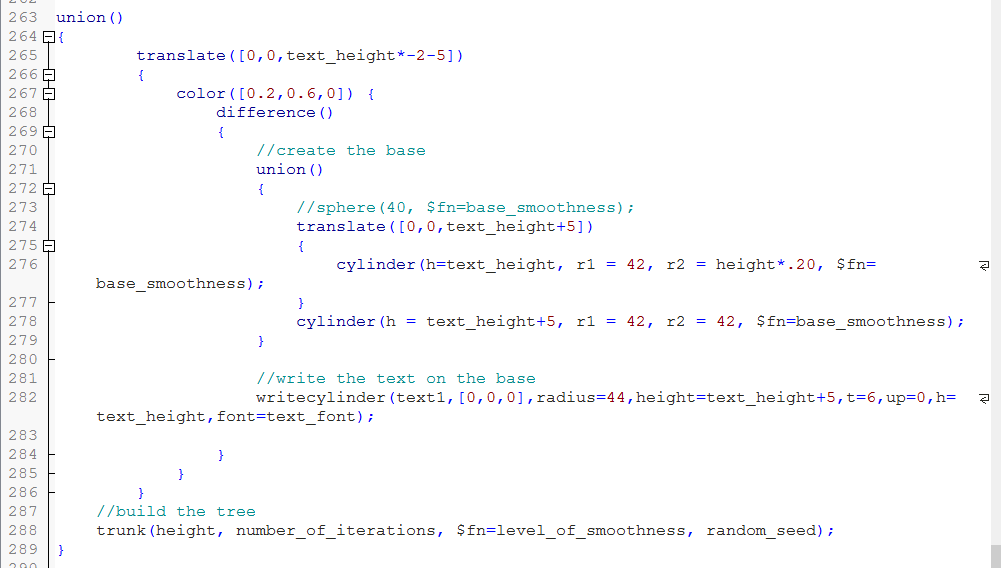 262
263 union()
264 {
265 translate([0,0,text_height*-2-5])
266 {
267 color([0.2,0.6,0]) {
268 difference()
269 {
270 //create the base
271 union()
272 {
273 //sphere(40, $fn=base_smoothness);
274 translate([0,0,text_height+5])
275 {
276 cylinder(h=text_height, r1 = 42, r2 = height*.20, $fn=
base_smoothness);
277 }
278 cylinder(h = text_height+5, r1 = 42, r2 = 42, $fn=base_smoothness);
279 }
280
281 //write the text on the base
282 writecylinder(text1,[0,0,0],radius=44,height=text_height+5,t=6,up=0,h=
text_height,font=text_font);
283
284 }
285 }
286 }
287 //build the tree
288 trunk(height, number_of_iterations, $fn=level_of_smoothness, random_seed);
289 }
290